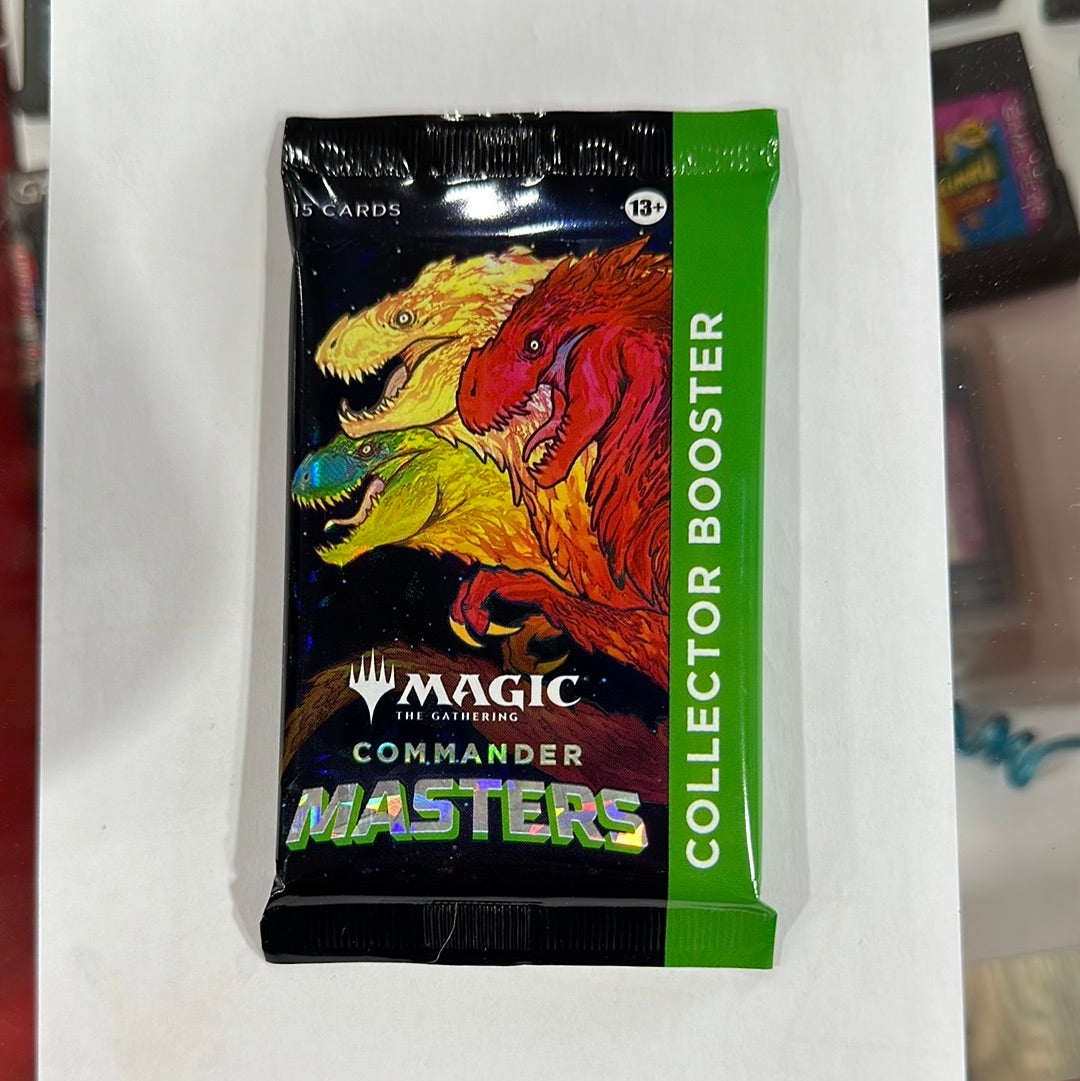 15 CARDS
13+
MAGIC
THE GATHERING
COMMANDER
MASTERS
COLLECTOR BOOSTER